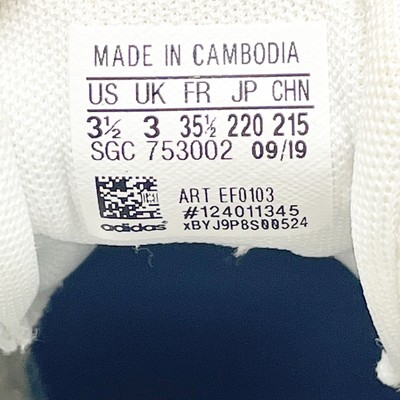 MADE IN CAMBODIA
US UK FR JP CHN
3½ 3 35½ 220 215
SGC 753002 09/19
ART EF0103
#124011345
xBYJ9P8S00524
adidas